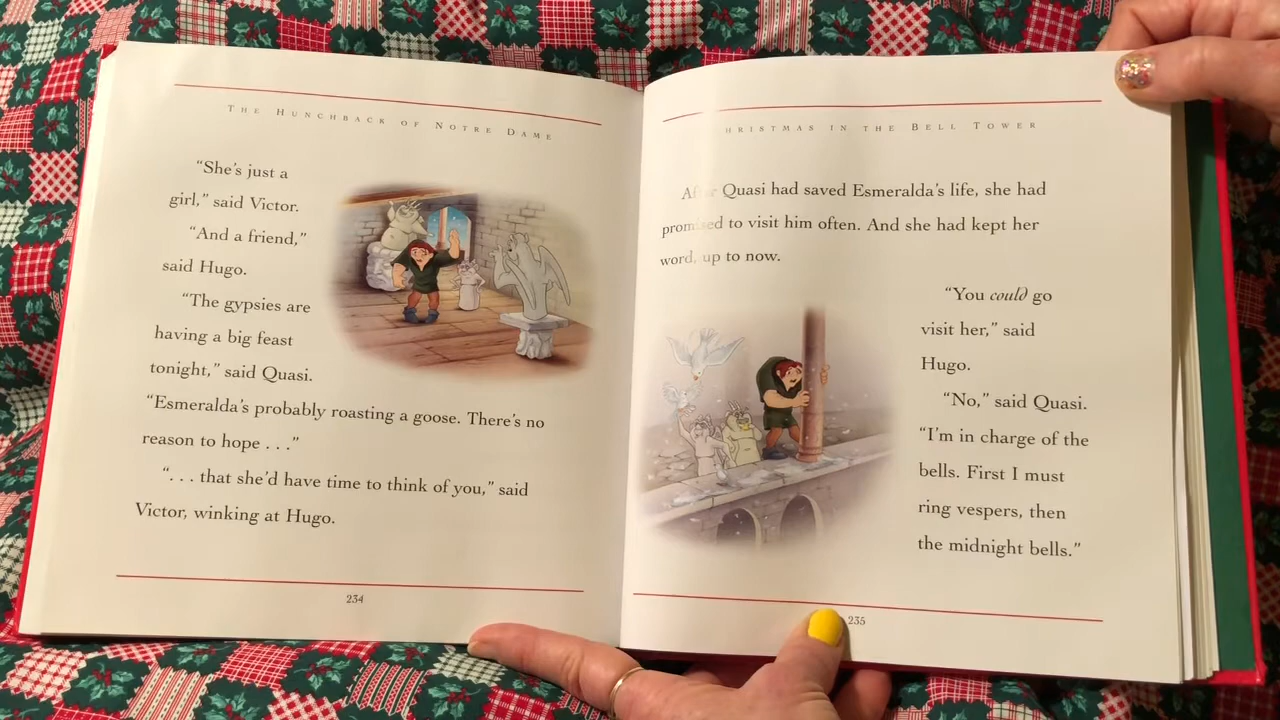 THE HUNCHBACK OF NOTRE DAME
“She’s just a
girl,” said Victor.
“And a friend,”
said Hugo.
“The gypsies are
having a big feast
tonight,” said Quasi.
“Esmeralda’s probably roasting a goose. There’s no
reason to hope . . .”
“. . . that she’d have time to think of you,” said
Victor, winking at Hugo.
234
HRISTMAS IN THE BELL TOWER
After Quasi had saved Esmeralda’s life, she had
promised to visit him often. And she had kept her
word, up to now.
“You could go
visit her,” said
Hugo.
“No,” said Quasi.
“I’m in charge of the
bells. First I must
ring vespers, then
the midnight bells.”
235